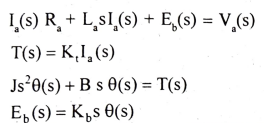 I_a(s) R_a + L_a s I_a(s) + E_b(s) = V_a(s)
T(s) = K_t I_a(s)
Js²θ(s) + B s θ(s) = T(s)
E_b(s) = K_b s θ(s)